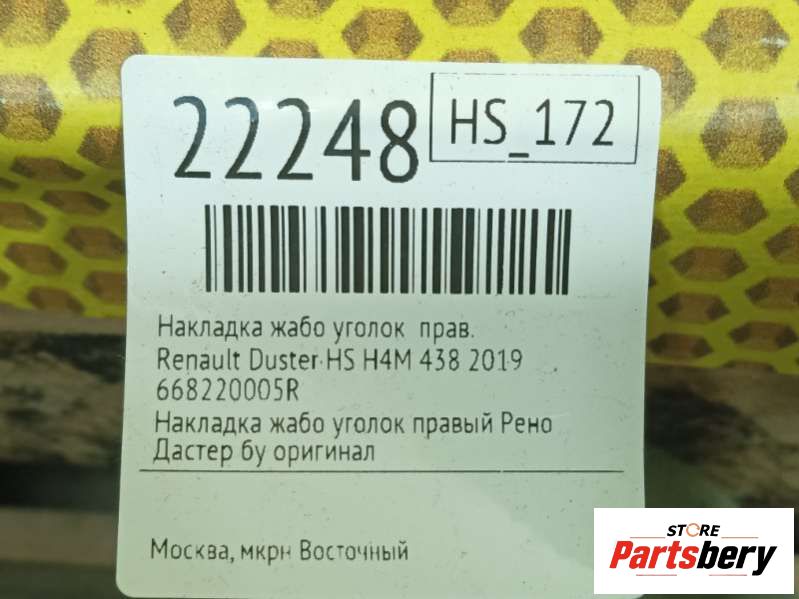 22248
HS_172
Накладка жабо уголок прав.
Renault Duster HS H4M 438 2019
668220005R
Накладка жабо уголок правый Рено
Дастер бу оригинал
Москва, мкрн Восточный
STORE
Partsbery